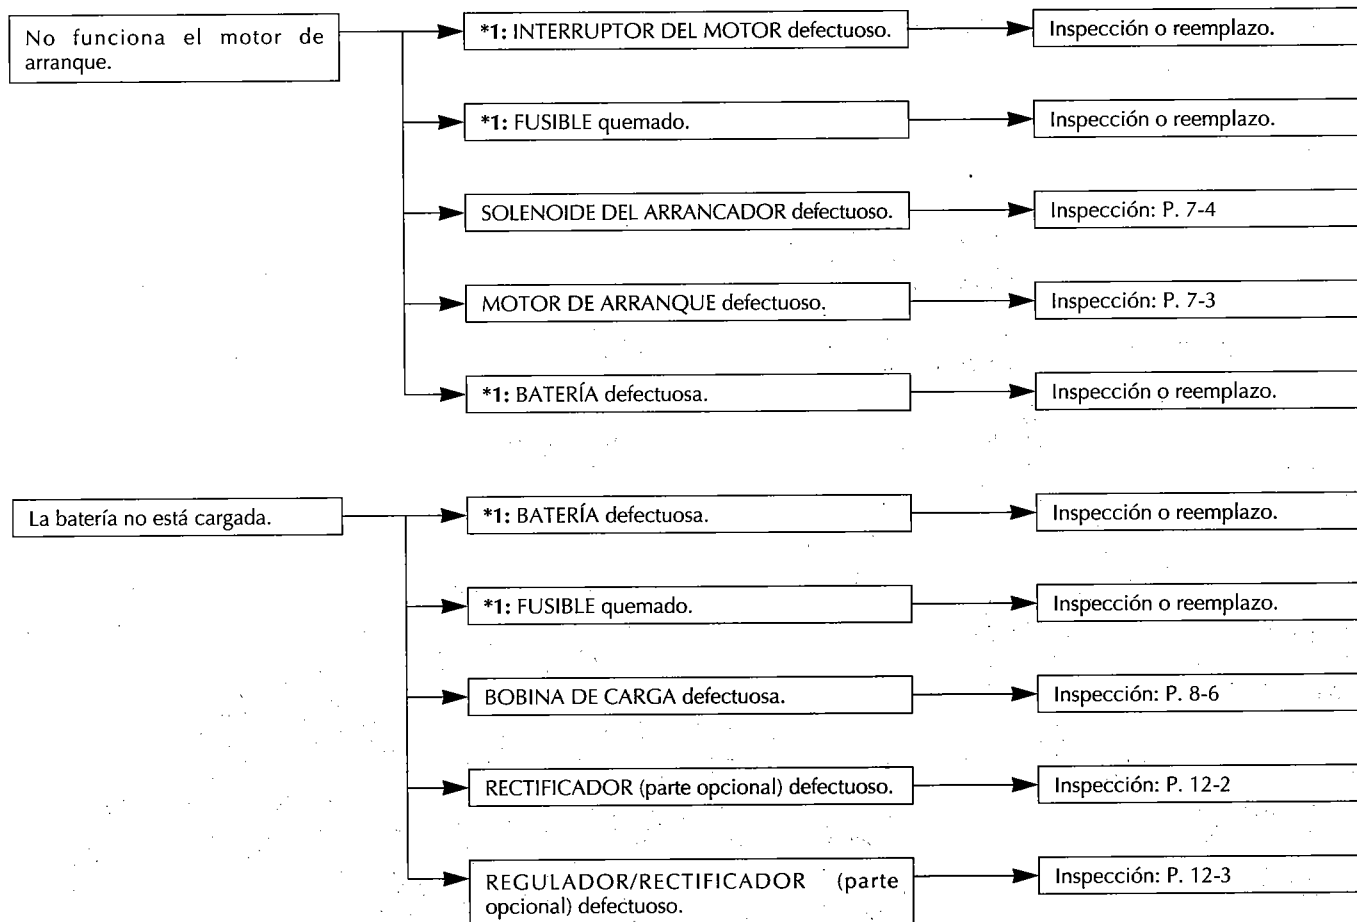 No funciona el motor de
arranque.
*1: INTERRUPTOR DEL MOTOR defectuoso.
Inspección o reemplazo.
*1: FUSIBLE quemado.
Inspección o reemplazo.
SOLENOIDE DEL ARRANCADOR defectuoso.
Inspección: P. 7-4
MOTOR DE ARRANQUE defectuoso.
Inspección: P. 7-3
*1: BATERÍA defectuosa.
Inspección o reemplazo.
La batería no está cargada.
*1: BATERÍA defectuosa.
Inspección o reemplazo.
*1: FUSIBLE quemado.
Inspección o reemplazo.
BOBINA DE CARGA defectuosa.
Inspección: P. 8-6
RECTIFICADOR (parte opcional) defectuoso.
Inspección: P. 12-2
REGULADOR/RECTIFICADOR (parte
opcional) defectuoso.
Inspección: P. 12-3